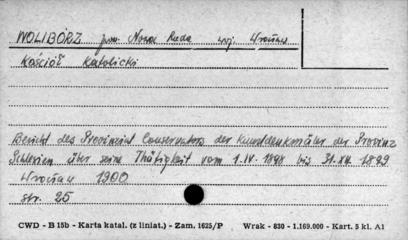 WOLIBÓRZ pow. Nowa Ruda woj. Wrocław
Kościół Katolicki
Bericht des Provinzial Conservators der Kunstdenkmäler der Provinz
Schlesien über seine Thätigkeit vom 1.IV.1898 bis 31.XII.1899
Wrocław 1900
str. 25
CWD - B 15b - Karta katal. (z liniat.) - Zam. 1625/P Wrak - 830 - 1.169.000 - Kart. 5 kl. A1